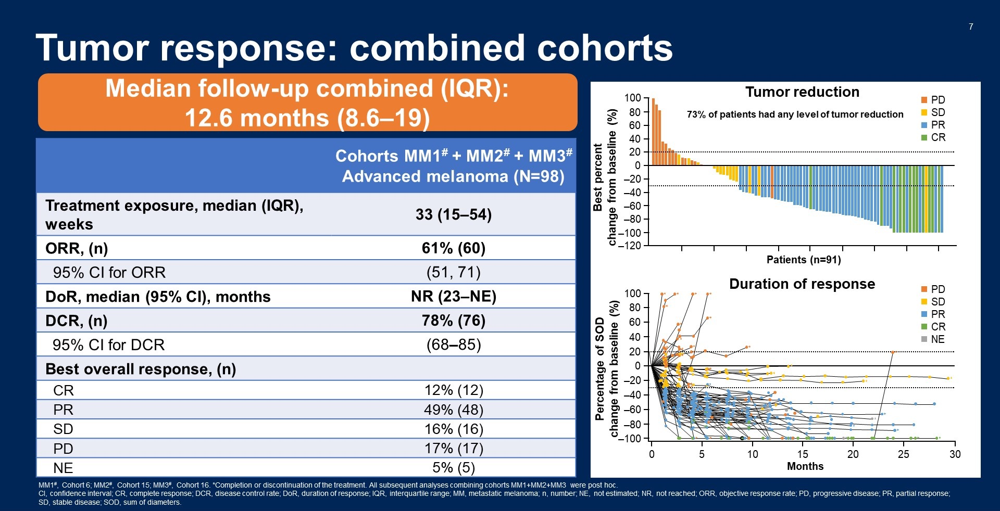 7
Tumor response: combined cohorts
Median follow-up combined (IQR):
12.6 months (8.6–19)
Cohorts MM1# + MM2# + MM3#
Advanced melanoma (N=98)
Treatment exposure, median (IQR),
weeks
33 (15–54)
ORR, (n)
61% (60)
95% CI for ORR
(51, 71)
DoR, median (95% CI), months
NR (23–NE)
DCR, (n)
78% (76)
95% CI for DCR
(68–85)
Best overall response, (n)
CR
12% (12)
PR
49% (48)
SD
16% (16)
PD
17% (17)
NE
5% (5)
Tumor reduction
73% of patients had any level of tumor reduction
PD
SD
PR
CR
Best percent
change from baseline (%)
100
80
60
40
20
0
–20
–40
–60
–80
–100
–120
Patients (n=91)
Duration of response
PD
SD
PR
CR
NE
Percentage of SOD
change from baseline (%)
100
80
60
40
20
0
–20
–40
–60
–80
–100
0 5 10 15 20 25 30
Months
MM1#, Cohort 6; MM2#, Cohort 15; MM3#, Cohort 16. *Completion or discontinuation of the treatment. All subsequent analyses combining cohorts MM1+MM2+MM3 were post hoc.
CI, confidence interval; CR, complete response; DCR, disease control rate; DoR, duration of response; IQR, interquartile range; MM, metastatic melanoma; n, number; NE, not estimated; NR, not reached; ORR, objective response rate; PD, progressive disease; PR, partial response;
SD, stable disease; SOD, sum of diameters.